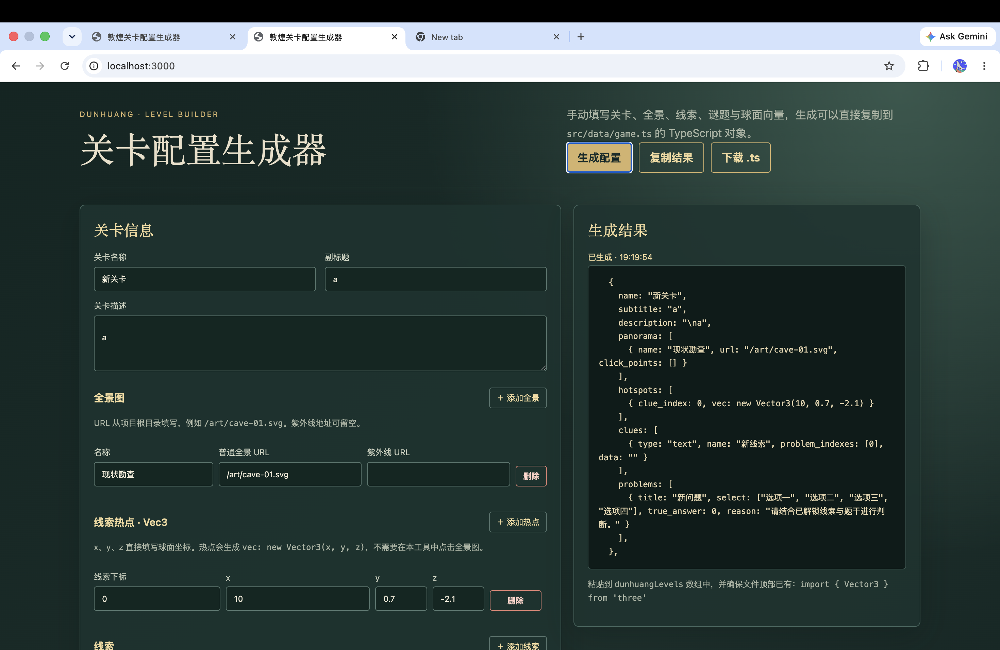 敦煌关卡配置生成器
敦煌关卡配置生成器
New tab
Ask Gemini
localhost:3000
DUNHUANG · LEVEL BUILDER
关卡配置生成器
手动填写关卡、全景、线索、谜题与球面向量，生成可以直接复制到
src/data/game.ts 的 TypeScript 对象。
生成配置
复制结果
下载 .ts
关卡信息
关卡名称
副标题
新关卡
a
关卡描述
a
全景图
+ 添加全景
URL 从项目根目录填写，例如 /art/cave-01.svg。紫外线地址可留空。
名称
普通全景 URL
紫外线 URL
现状勘查
/art/cave-01.svg
删除
线索热点 · Vec3
+ 添加热点
x、y、z 直接填写球面坐标。热点会生成 vec: new Vector3(x, y, z)，不需要在本工具中点击全景图。
线索下标
x
y
z
0
10
0.7
-2.1
删除
线索
+ 添加线索
生成结果
已生成 · 19:19:54
{
name: "新关卡",
subtitle: "a",
description: "\na",
panorama: [
{ name: "现状勘查", url: "/art/cave-01.svg",
click_points: [] }
],
hotspots: [
{ clue_index: 0, vec: new Vector3(10, 0.7, -2.1) }
],
clues: [
{ type: "text", name: "新线索", problem_indexes: [0],
data: "" }
],
problems: [
{ title: "新问题", select: ["选项一", "选项二", "选项三",
"选项四"], true_answer: 0, reason: "请结合已解锁线索与题干进行判
断。" }
],
},
粘贴到 dunhuangLevels 数组中，并确保文件顶部已有：import { Vector3 }
from 'three'